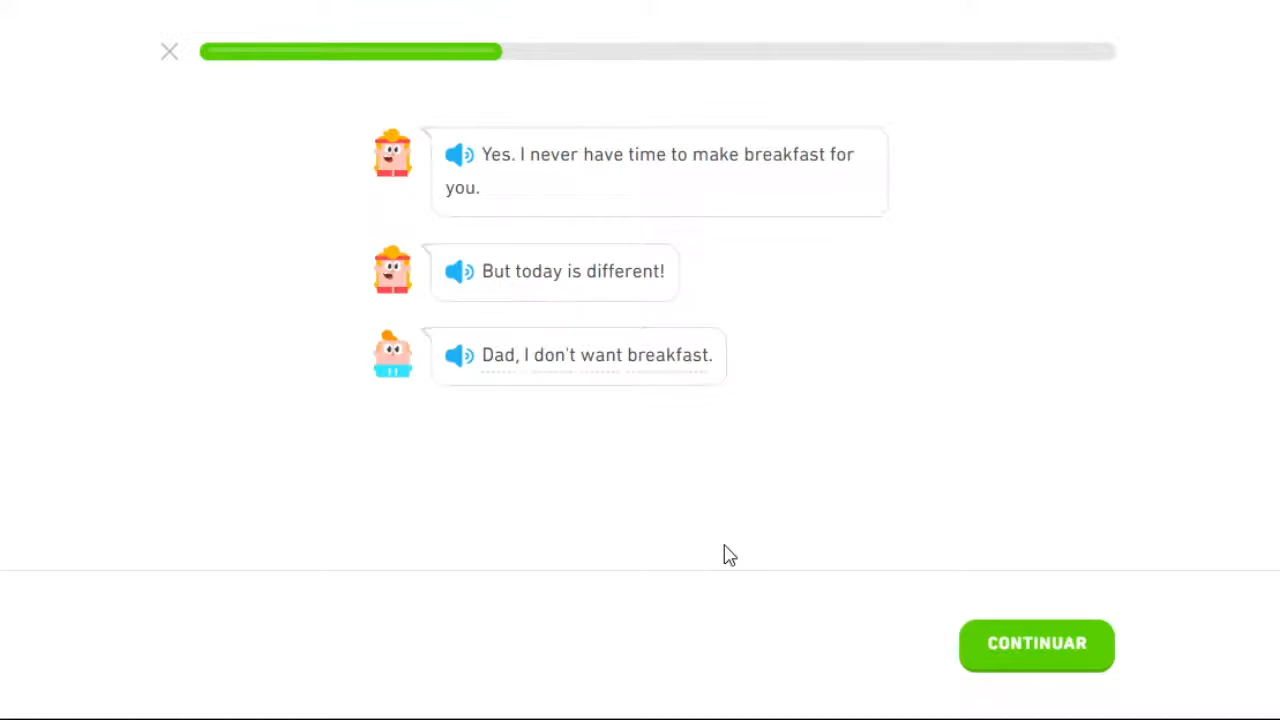 Yes. I never have time to make breakfast for
you.
But today is different!
Dad, I don't want breakfast.
CONTINUAR